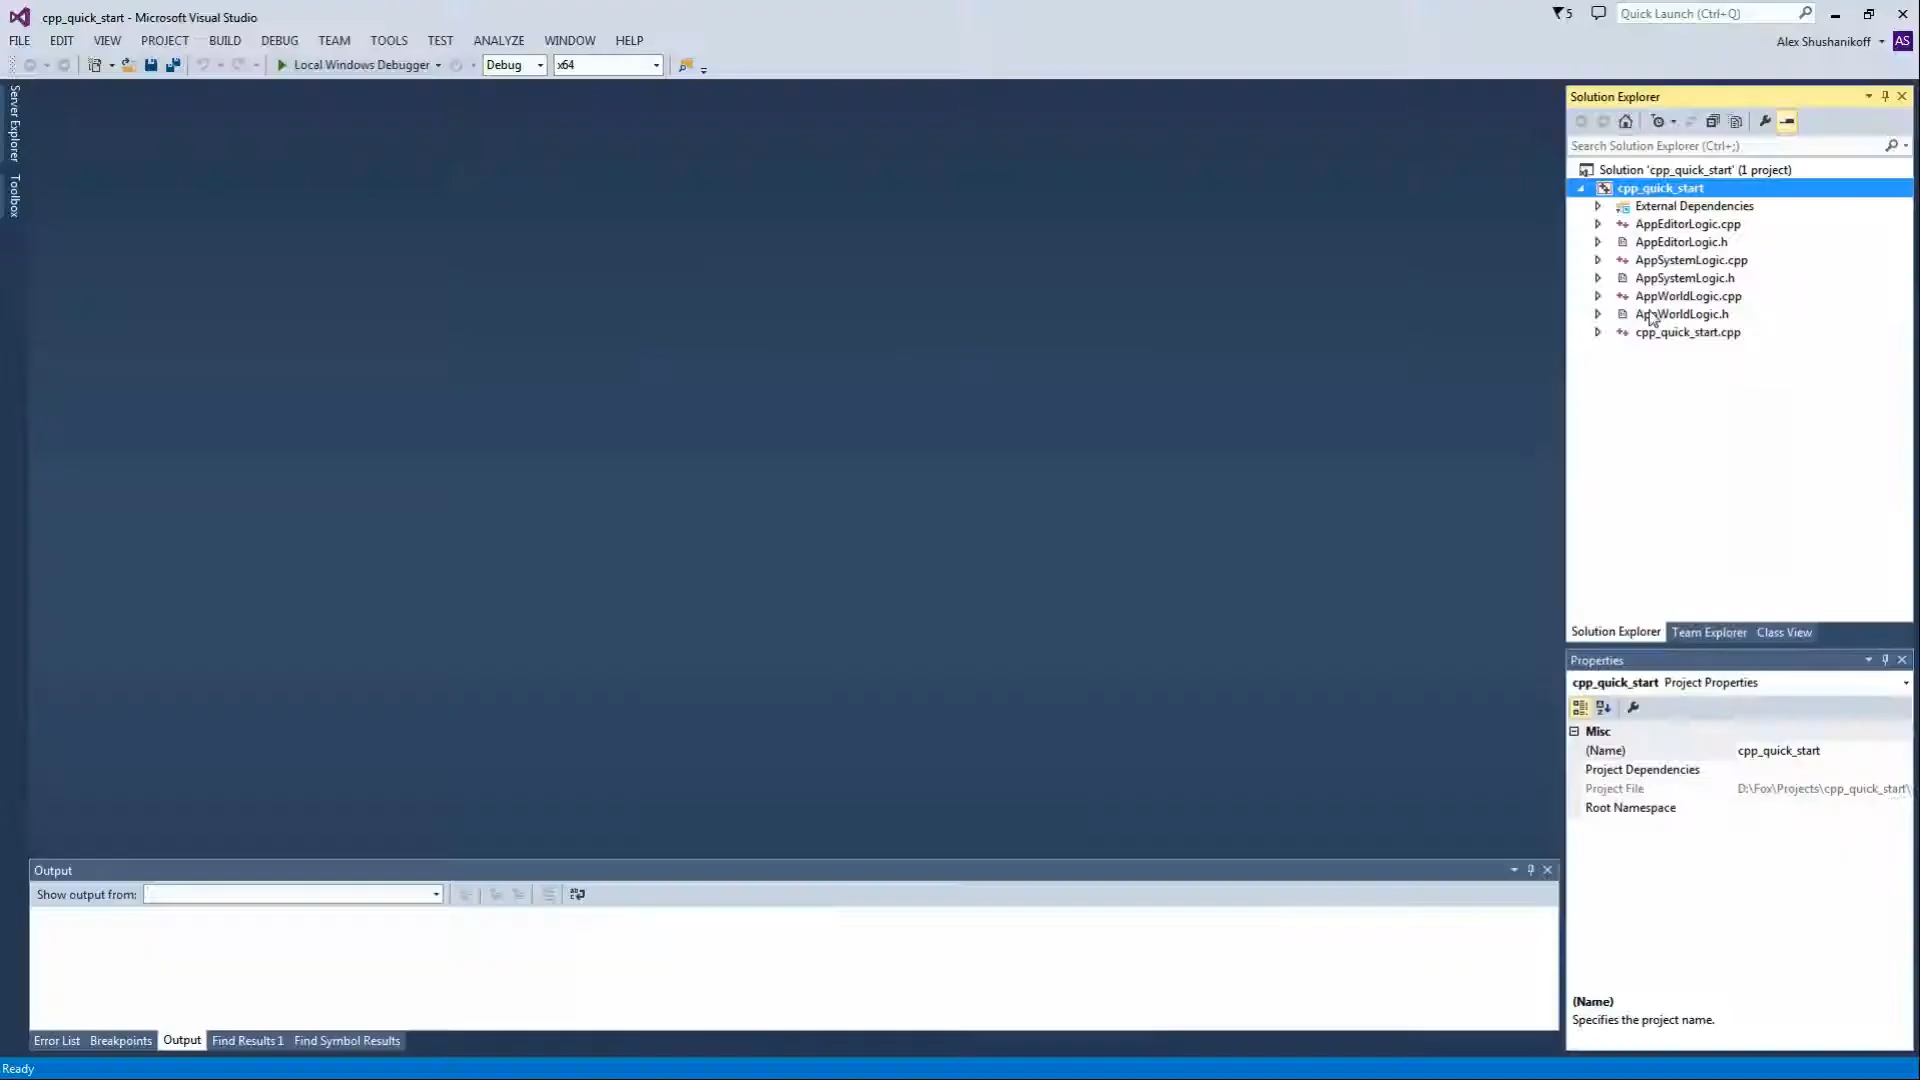 cpp_quick_start - Microsoft Visual Studio
5
Quick Launch (Ctrl+Q)
FILE EDIT VIEW PROJECT BUILD DEBUG TEAM TOOLS TEST ANALYZE WINDOW HELP
Alex Shushanikoff AS
Local Windows Debugger Debug x64
Server Explorer
Toolbox
Solution Explorer
Search Solution Explorer (Ctrl+;)
Solution 'cpp_quick_start' (1 project)
cpp_quick_start
External Dependencies
AppEditorLogic.cpp
AppEditorLogic.h
AppSystemLogic.cpp
AppSystemLogic.h
AppWorldLogic.cpp
AppWorldLogic.h
cpp_quick_start.cpp
Solution Explorer Team Explorer Class View
Properties
cpp_quick_start Project Properties
Misc
(Name) cpp_quick_start
Project Dependencies
Project File D:\Fox\Projects\cpp_quick_start\
Root Namespace
(Name)
Specifies the project name.
Output
Show output from:
Error List Breakpoints Output Find Results 1 Find Symbol Results
Ready